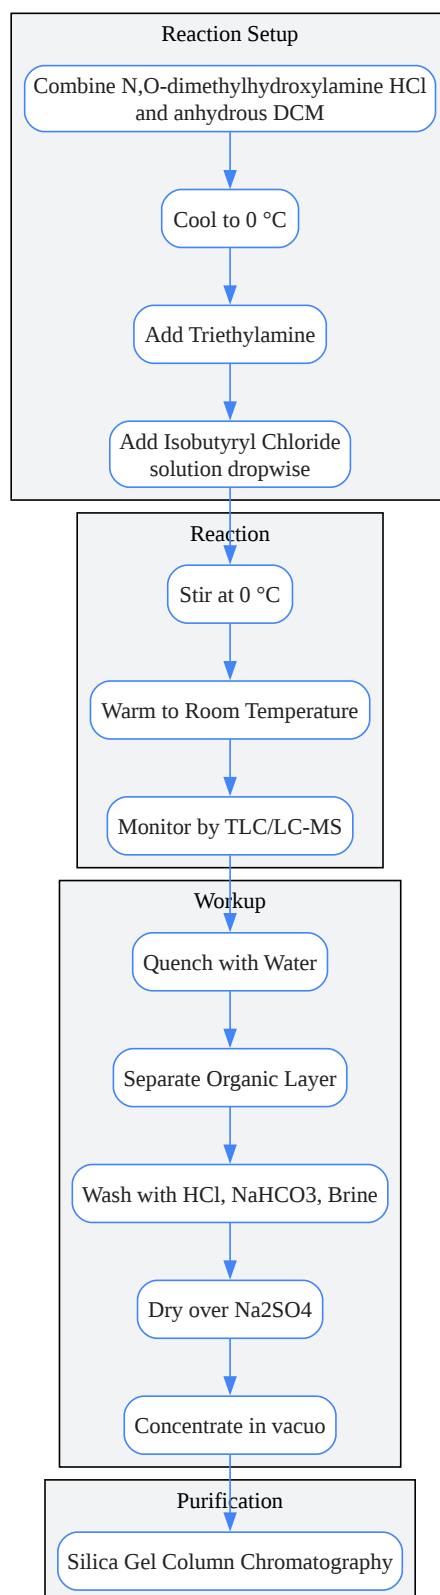 Reaction Setup
Combine N,O-dimethylhydroxylamine HCl
and anhydrous DCM
Cool to 0 °C
Add Triethylamine
Add Isobutyryl Chloride
solution dropwise
Reaction
Stir at 0 °C
Warm to Room Temperature
Monitor by TLC/LC-MS
Workup
Quench with Water
Separate Organic Layer
Wash with HCl, NaHCO3, Brine
Dry over Na2SO4
Concentrate in vacuo
Purification
Silica Gel Column Chromatography